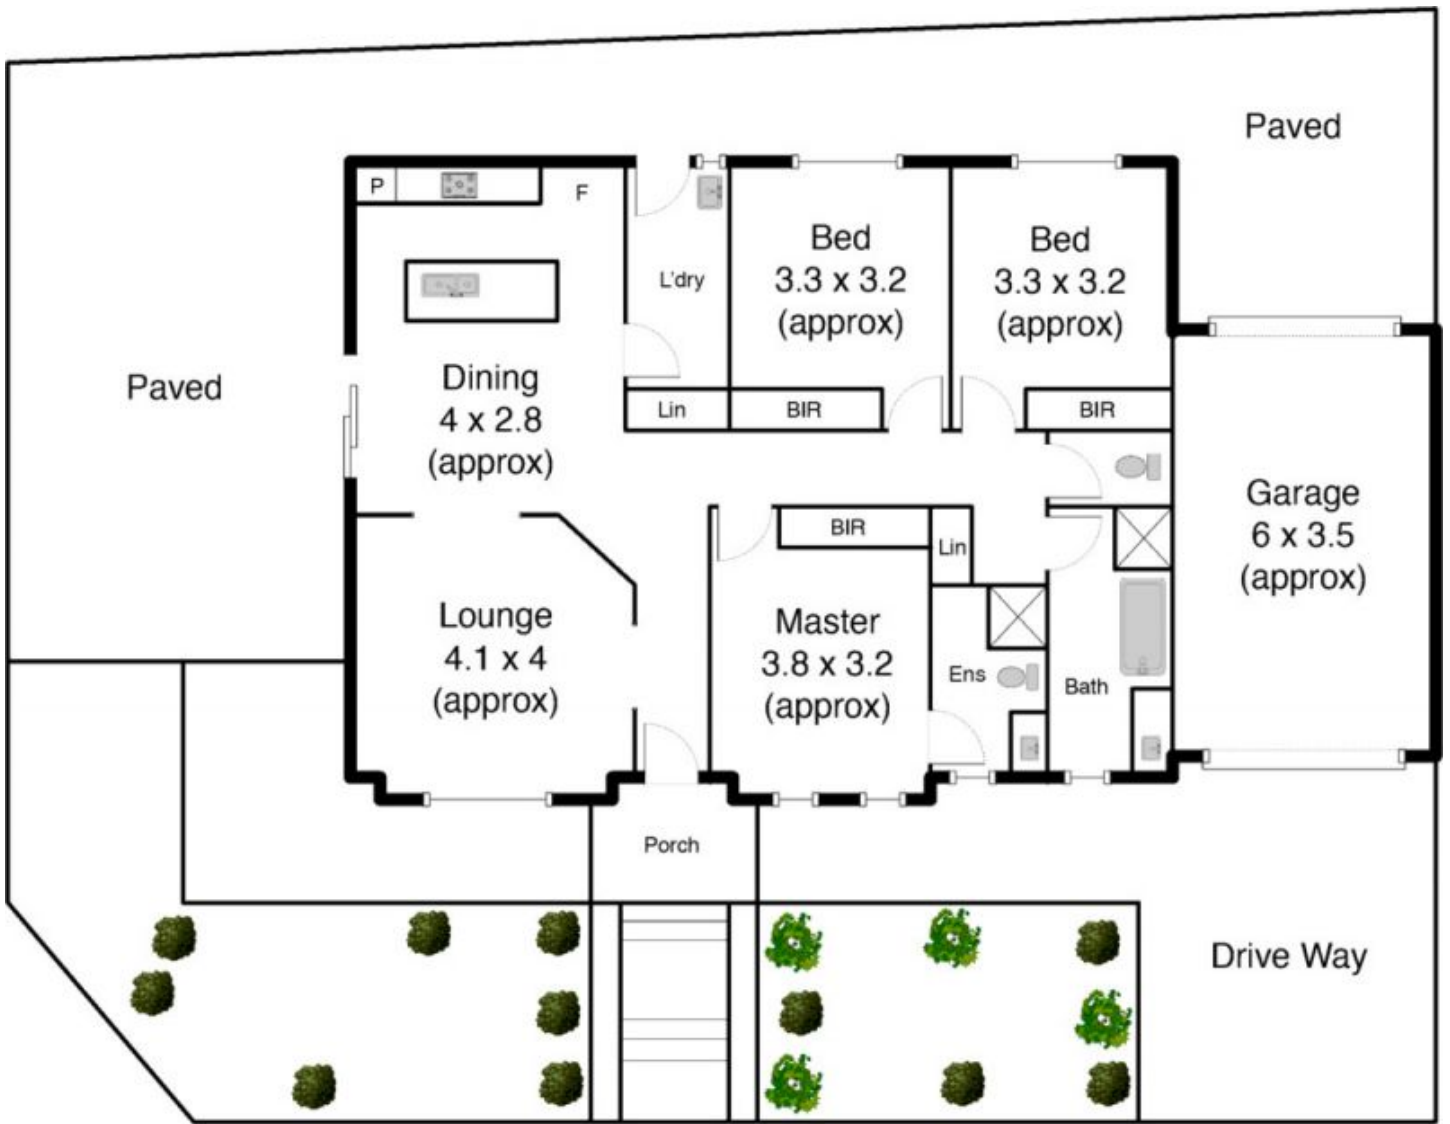 Paved
P
F
Bed
3.3 x 3.2
(approx)
Bed
3.3 x 3.2
(approx)
L'dry
Paved
Dining
4 x 2.8
(approx)
Lin
BIR
BIR
Garage
6 x 3.5
(approx)
BIR
Lin
Lounge
4.1 x 4
(approx)
Master
3.8 x 3.2
(approx)
Ens
Bath
Porch
Drive Way